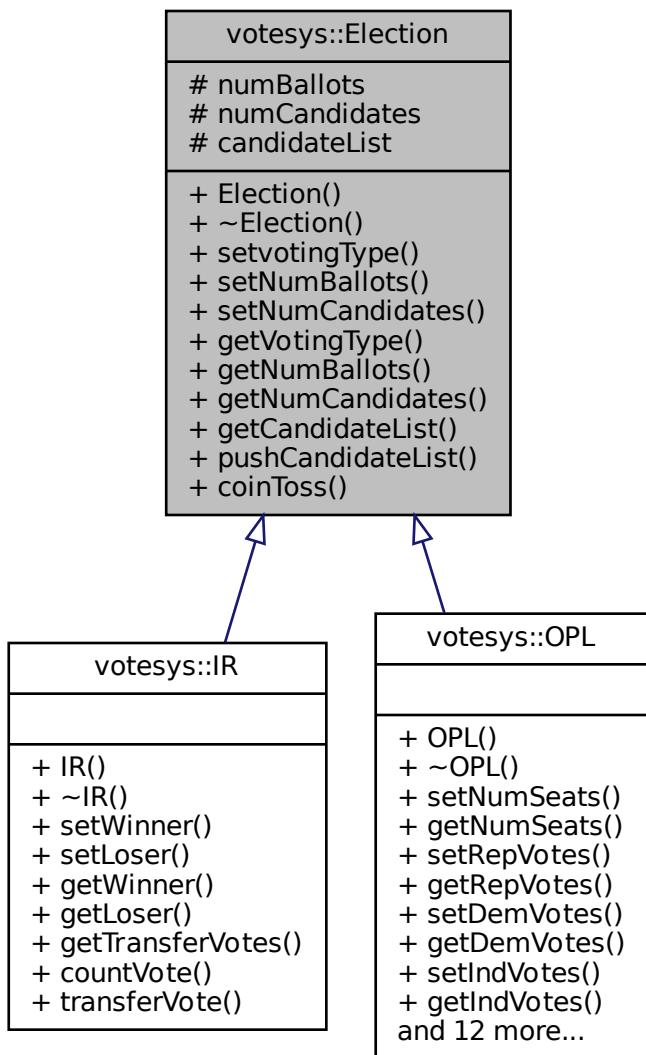 votesys::Election
# numBallots
# numCandidates
# candidateList
+ Election()
+ ~Election()
+ setvotingType()
+ setNumBallots()
+ setNumCandidates()
+ getVotingType()
+ getNumBallots()
+ getNumCandidates()
+ getCandidateList()
+ pushCandidateList()
+ coinToss()
votesys::IR
+ IR()
+ ~IR()
+ setWinner()
+ setLoser()
+ getWinner()
+ getLoser()
+ getTransferVotes()
+ countVote()
+ transferVote()
votesys::OPL
+ OPL()
+ ~OPL()
+ setNumSeats()
+ getNumSeats()
+ setRepVotes()
+ getRepVotes()
+ setDemVotes()
+ getDemVotes()
+ setIndVotes()
+ getIndVotes()
and 12 more...